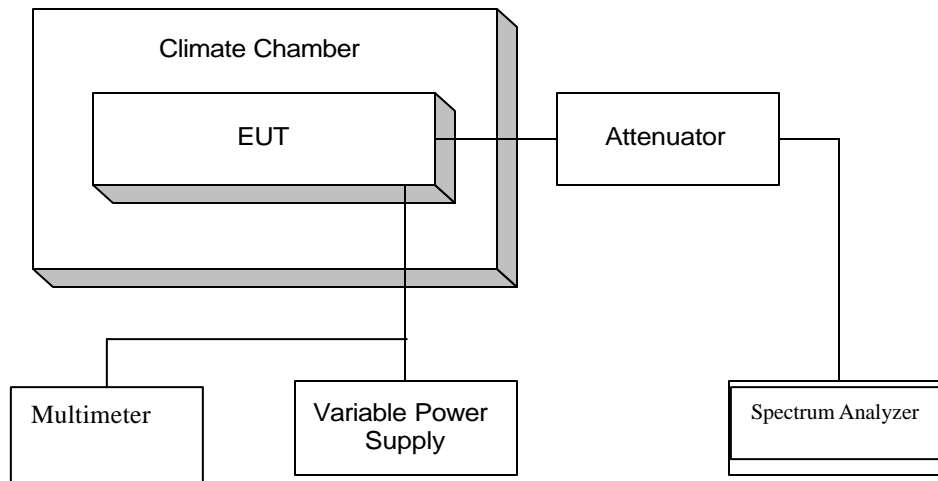 Climate Chamber
EUT
Attenuator
Multimeter
Variable Power
Supply
Spectrum Analyzer